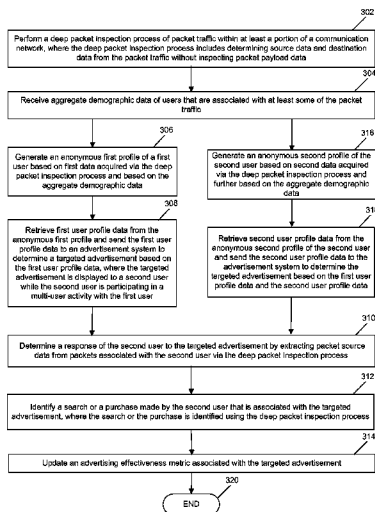 302
Perform a deep packet inspection process of packet traffic within at least a portion of a communication
network, where the deep packet inspection process includes determining source data and destination
data from the packet traffic without inspecting packet payload data
304
Receive aggregate demographic data of users that are associated with at least some of the packet
traffic
306
316
Generate an anonymous first profile of a first
user based on first data acquired via the deep
packet inspection process and based on the
aggregate demographic data
Generate an anonymous second profile of the
second user based on second data acquired
via the deep packet inspection process and
further based on the aggregate demographic
data
308
318
Retrieve first user profile data from the
anonymous first profile and send the first user
profile data to an advertisement system to
determine a targeted advertisement based on
the first user profile data, where the targeted
advertisement is displayed to a second user
while the second user is participating in a
multi-user activity with the first user
Retrieve second user profile data from the
anonymous second profile of the second user
and send the second user profile data to the
advertisement system to determine the
targeted advertisement based on the first user
profile data and the second user profile data
310
Determine a response of the second user to the targeted advertisement by extracting packet source
data from packets associated with the second user via the deep packet inspection process
312
Identify a search or a purchase made by the second user that is associated with the targeted
advertisement, where the search or the purchase is identified using the deep packet inspection process
314
Update an advertising effectiveness metric associated with the targeted advertisement
320
END